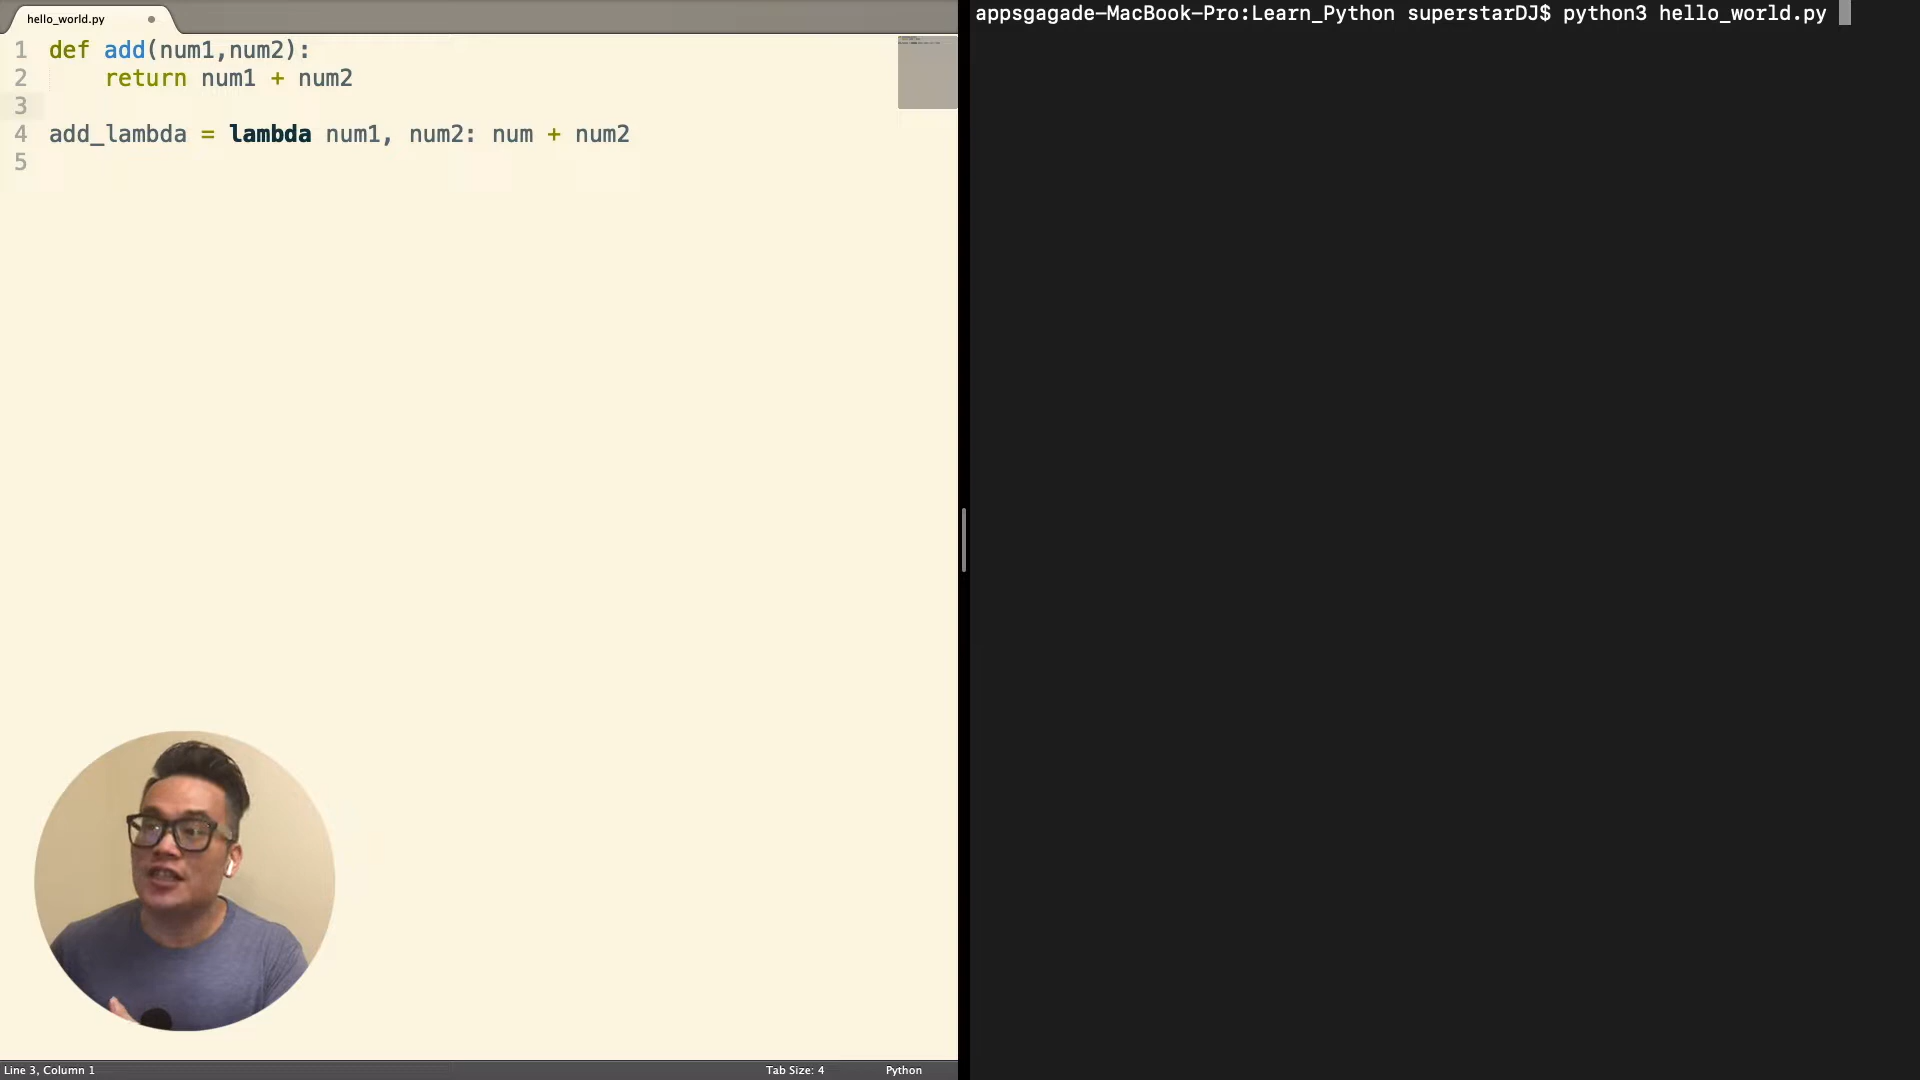 hello_world.py
1 def add(num1,num2):
2 return num1 + num2
3
4 add_lambda = lambda num1, num2: num + num2
5
Line 3, Column 1
Tab Size: 4
Python
appsgagade-MacBook-Pro:Learn_Python superstarDJ$ python3 hello_world.py